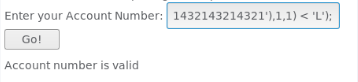 Enter your Account Number: 1432143214321'),1,1) < 'L');
Go!
Account number is valid